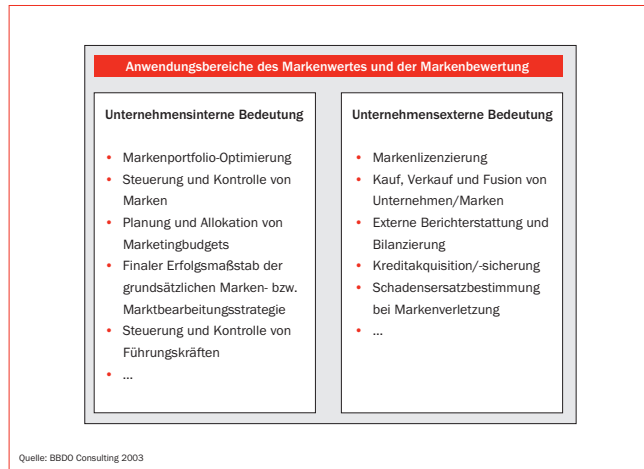 Anwendungsbereiche des Markenwertes und der Markenbewertung
Unternehmensinterne Bedeutung
• Markenportfolio-Optimierung
• Steuerung und Kontrolle von
Marken
• Planung und Allokation von
Marketingbudgets
• Finaler Erfolgsmaßstab der
grundsätzlichen Marken- bzw.
Marktbearbeitungsstrategie
• Steuerung und Kontrolle von
Führungskräften
• ...
Unternehmensexterne Bedeutung
• Markenlizenzierung
• Kauf, Verkauf und Fusion von
Unternehmen/Marken
• Externe Berichterstattung und
Bilanzierung
• Kreditakquisition/-sicherung
• Schadensersatzbestimmung
bei Markenverletzung
• ...
Quelle: BBDO Consulting 2003